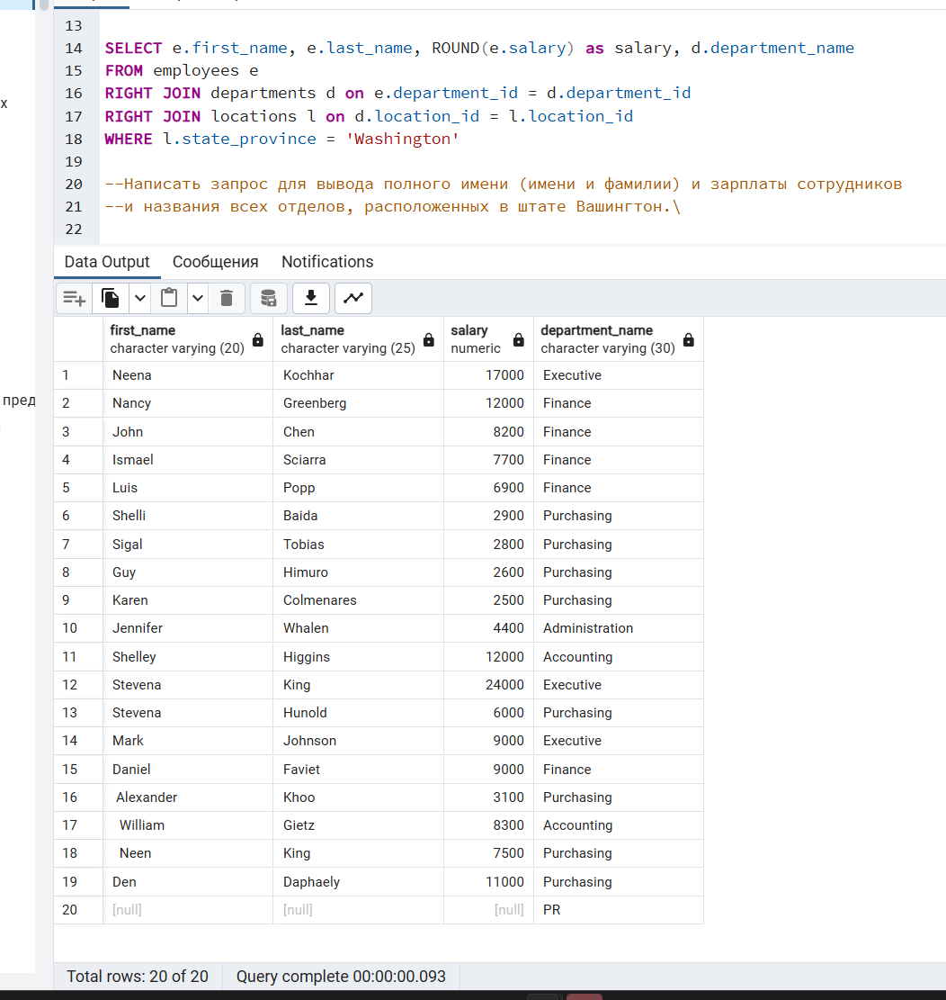 13
14 SELECT e.first_name, e.last_name, ROUND(e.salary) as salary, d.department_name
15 FROM employees e
16 RIGHT JOIN departments d on e.department_id = d.department_id
17 RIGHT JOIN locations l on d.location_id = l.location_id
18 WHERE l.state_province = 'Washington'
19
20 --Написать запрос для вывода полного имени (имени и фамилии) и зарплаты сотрудников
21 --и названия всех отделов, расположенных в штате Вашингтон.\
22
х
пред
Data Output Сообщения Notifications
first_name last_name salary department_name
character varying (20) character varying (25) numeric character varying (30)
1 Neena Kochhar 17000 Executive
2 Nancy Greenberg 12000 Finance
3 John Chen 8200 Finance
4 Ismael Sciarra 7700 Finance
5 Luis Popp 6900 Finance
6 Shelli Baida 2900 Purchasing
7 Sigal Tobias 2800 Purchasing
8 Guy Himuro 2600 Purchasing
9 Karen Colmenares 2500 Purchasing
10 Jennifer Whalen 4400 Administration
11 Shelley Higgins 12000 Accounting
12 Stevena King 24000 Executive
13 Stevena Hunold 6000 Purchasing
14 Mark Johnson 9000 Executive
15 Daniel Faviet 9000 Finance
16 Alexander Khoo 3100 Purchasing
17 William Gietz 8300 Accounting
18 Neen King 7500 Purchasing
19 Den Daphaely 11000 Purchasing
20 [null] [null] [null] PR
Total rows: 20 of 20 Query complete 00:00:00.093